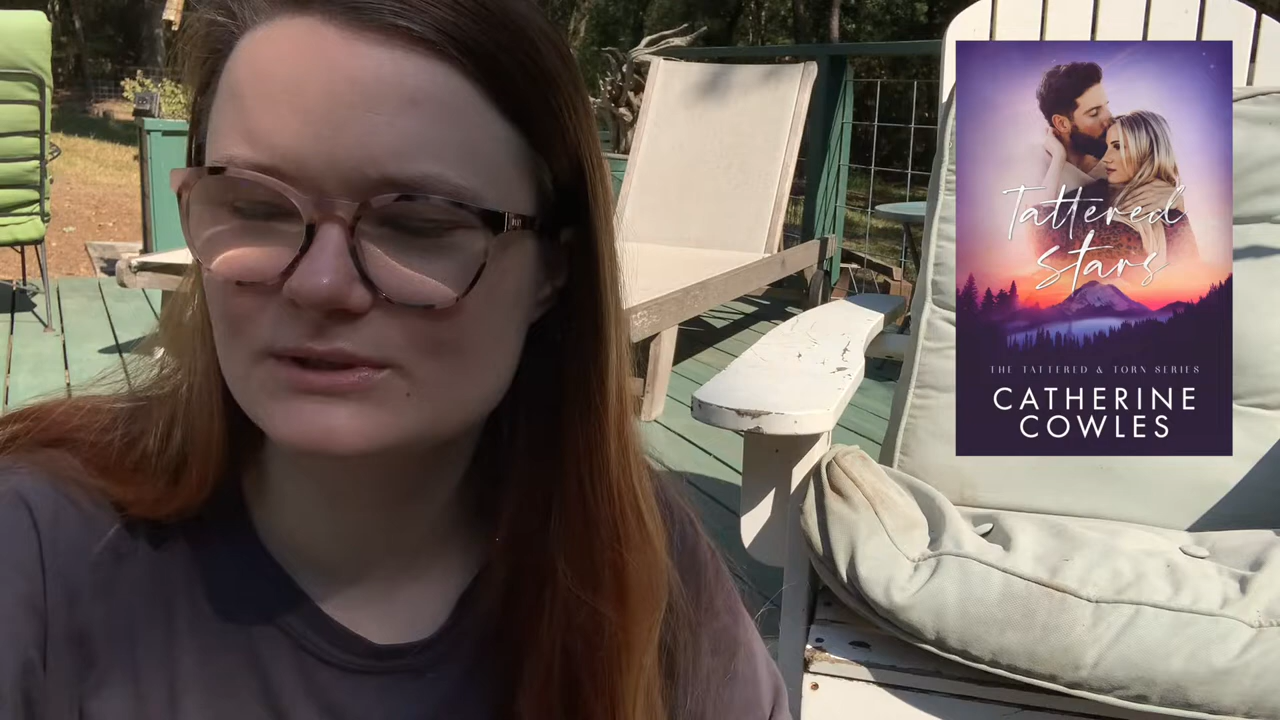 Tattered
Stars
THE TATTERED & TORN SERIES
CATHERINE
COWLES